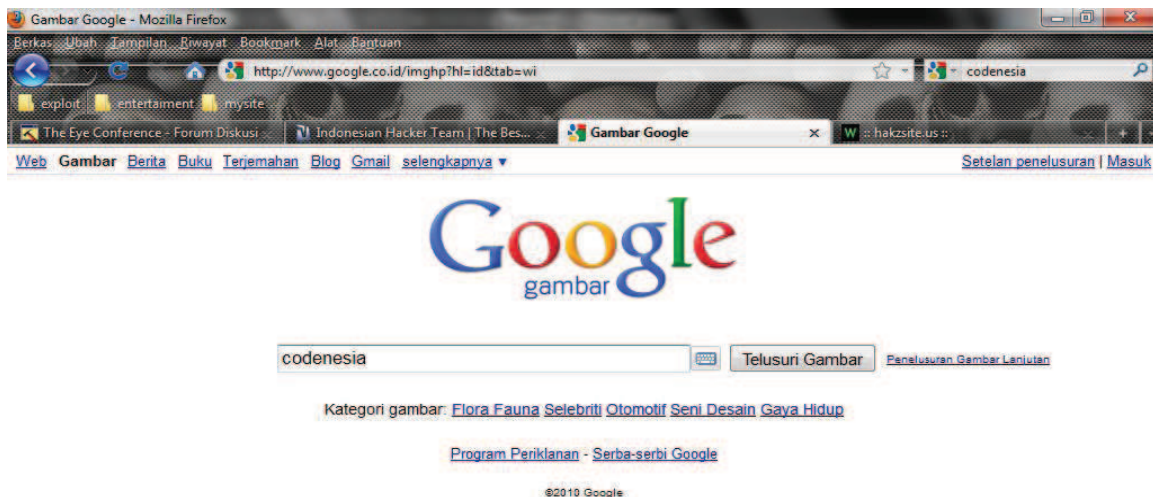 Gambar Google - Mozilla Firefox
Berkas Ubah Tampilan Riwayat Bookmark Alat Bantuan
http://www.google.co.id/imghp?hl=id&tab=wi codenesia
exploit entertaiment mysite
The Eye Conference - Forum Diskusi Indonesian Hacker Team | The Bes... Gambar Google W :: hakzsite.us ::
Web Gambar Berita Buku Terjemahan Blog Gmail selengkapnya ▼ Setelan penelusuran | Masuk
Google
gambar
codenesia Telusuri Gambar Penelusuran Gambar Lanjutan
Kategori gambar: Flora Fauna Selebriti Otomotif Seni Desain Gaya Hidup
Program Periklanan - Serba-serbi Google
©2010 Google